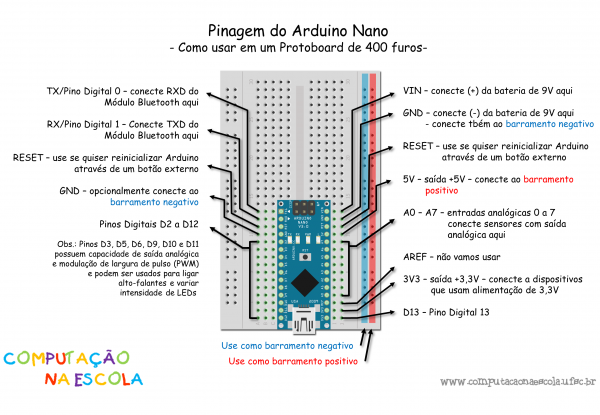 Pinagem do Arduino Nano
- Como usar em um Protoboard de 400 furos-
TX/Pino Digital 0 – conecte RXD do
Módulo Bluetooth aqui
RX/Pino Digital 1 – Conecte TXD do
Módulo Bluetooth aqui
RESET – use se quiser reinicializar Arduino
através de um botão externo
GND – opcionalmente conecte ao
barramento negativo
Pinos Digitais D2 a D12
Obs.: Pinos D3, D5, D6, D9, D10 e D11
possuem capacidade de saída analógica
e modulação de largura de pulso (PWM)
e podem ser usados para ligar
alto-falantes e variar
intensidade de LEDs
VIN – conecte (+) da bateria de 9V aqui
GND – conecte (-) da bateria de 9V aqui
- conecte tbém ao barramento negativo
RESET – use se quiser reinicializar Arduino
através de um botão externo
5V – saída +5V – conecte ao barramento
positivo
A0 – A7 – entradas analógicas 0 a 7
conecte sensores com saída
analógica aqui
AREF – não vamos usar
3V3 – saída +3,3V – conecte a dispositivos
que usam alimentação de 3,3V
D13 – Pino Digital 13
ARDUINO
NANO
V3.0
RST
Use como barramento negativo
Use como barramento positivo
COMPUTAÇÃO
NA ESCOLA
www.computacaonaescola.ufsc.br